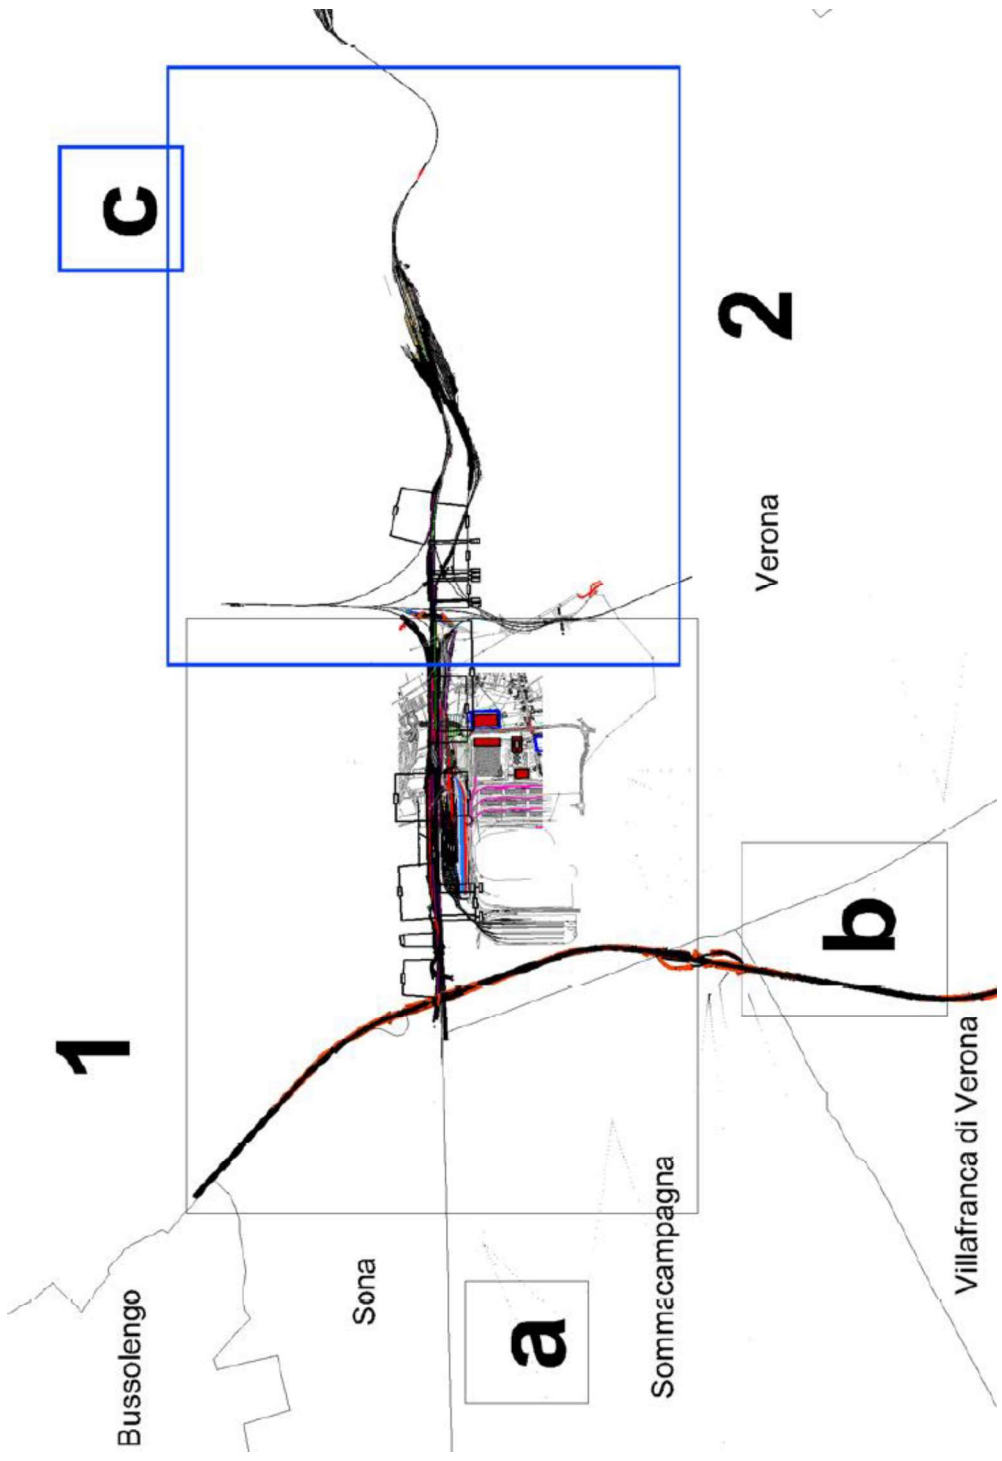 Bussolengo
1
c
Sona
a
Sommacampagna
2
Verona
b
Villafranca di Verona